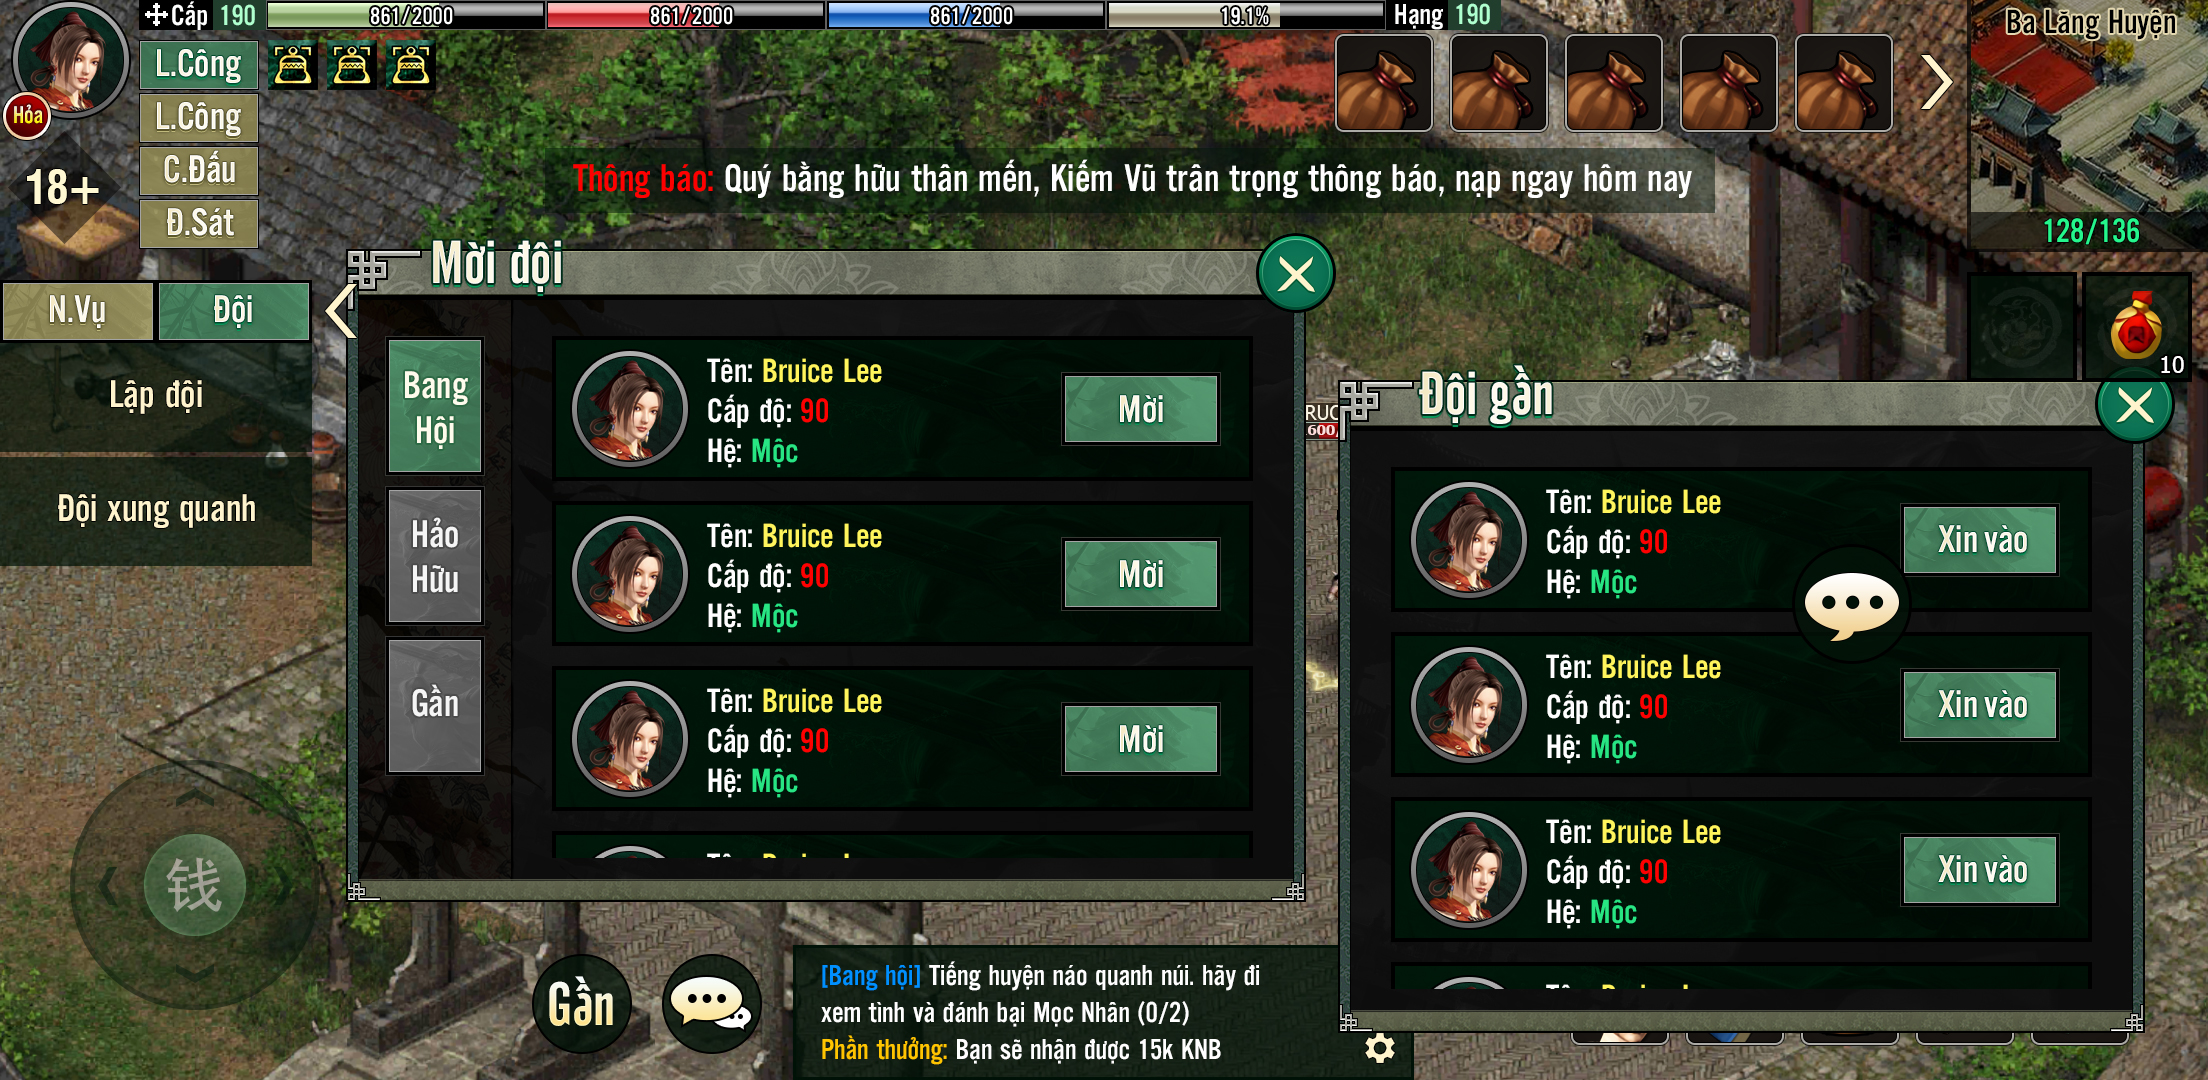 Cấp 190
861/2000
861/2000
861/2000
19.1%
Hạng 190
Ba Lăng Huyện
L.Công
L.Công
C.Đấu
Đ.Sát
Hỏa
18+
Thông báo: Quý bằng hữu thân mến, Kiếm Vũ trân trọng thông báo, nạp ngay hôm nay
128/136
N.Vụ
Đội
Lập đội
Đội xung quanh
10
Mời đội
Bang
Hội
Hảo
Hữu
Gần
Tên: Bruice Lee
Cấp độ: 90
Hệ: Mộc
Mời
Tên: Bruice Lee
Cấp độ: 90
Hệ: Mộc
Mời
Tên: Bruice Lee
Cấp độ: 90
Hệ: Mộc
Mời
Đội gần
Tên: Bruice Lee
Cấp độ: 90
Hệ: Mộc
Xin vào
Tên: Bruice Lee
Cấp độ: 90
Hệ: Mộc
Xin vào
Tên: Bruice Lee
Cấp độ: 90
Hệ: Mộc
Xin vào
钱
Gần
[Bang hội] Tiếng huyện náo quanh núi. hãy đi
xem tình và đánh bại Mọc Nhân (0/2)
Phần thưởng: Bạn sẽ nhận được 15k KNB